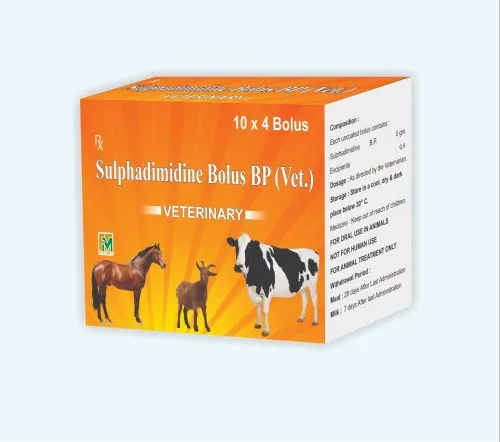 VETERINARY
10 x 4 Bolus
Rx
Sulphadimidine Bolus BP (Vet.)
VETERINARY
Composition :
Each uncoated bolus contains :
Sulphadimidine B.P. 5 gm.
Excipients q.s.
Dosage : As directed by the Veterinarian.
Storage : Store in a cool, dry & dark
place below 30° C.
Medicine : Keep out of reach of children.
FOR ORAL USE IN ANIMALS
NOT FOR HUMAN USE
FOR ANIMAL TREATMENT ONLY
Withdrawal Period :
Meat : 28 days After Last Administration
Milk : 7 days After last Administration